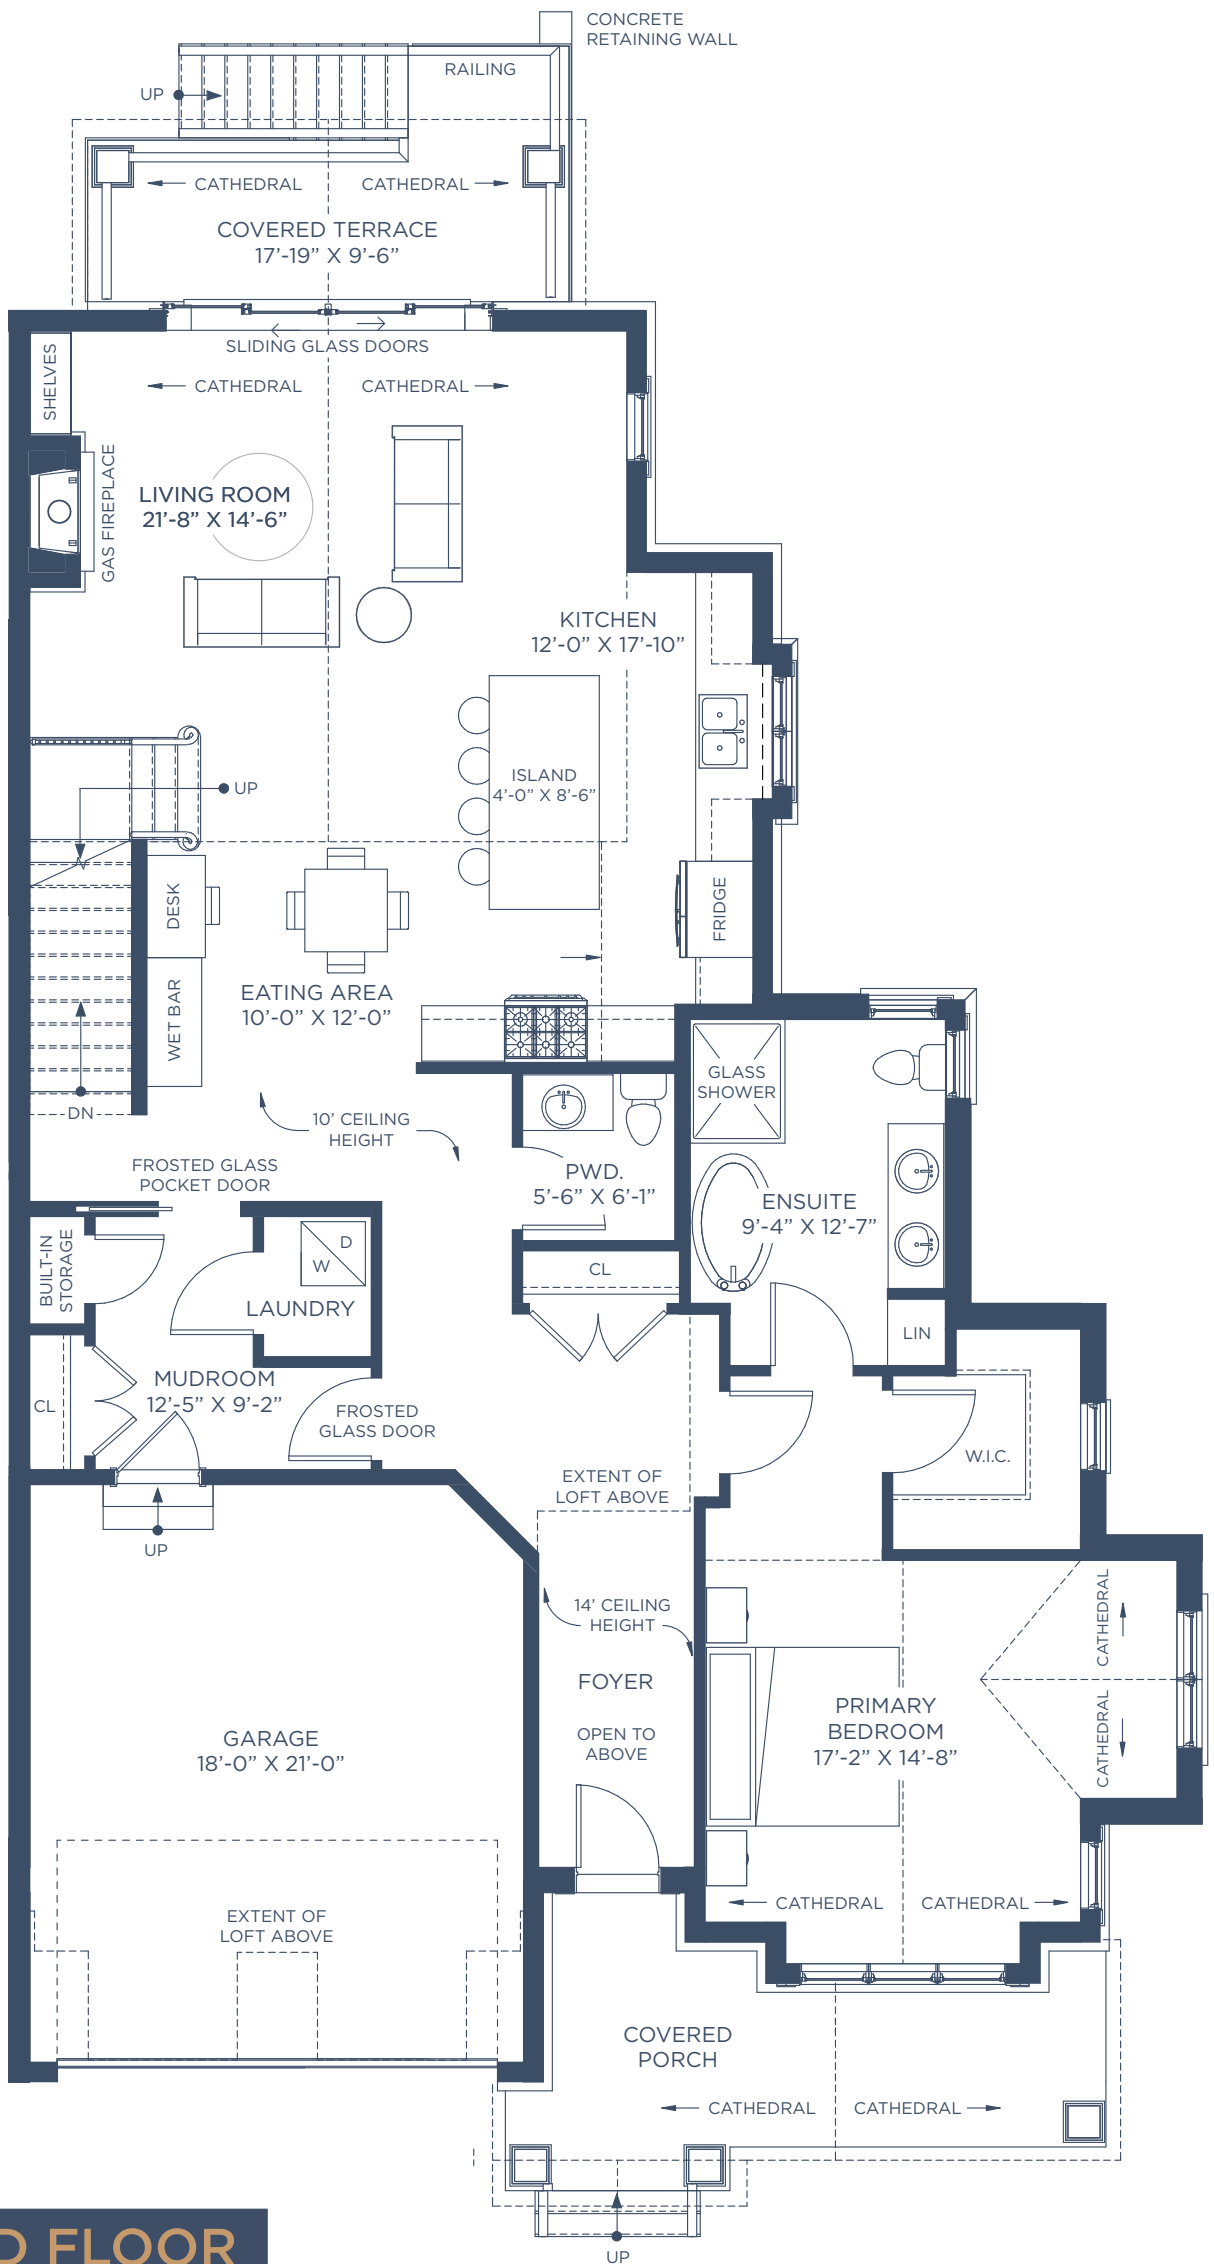 CONCRETE
RETAINING WALL
RAILING
UP
CATHEDRAL
CATHEDRAL
COVERED TERRACE
17’-19” X 9’-6”
SLIDING GLASS DOORS
CATHEDRAL
CATHEDRAL
SHELVES
GAS FIREPLACE
LIVING ROOM
21’-8” X 14’-6”
KITCHEN
12’-0” X 17’-10”
ISLAND
4’-0” X 8’-6”
UP
DESK
FRIDGE
WET BAR
EATING AREA
10’-0” X 12’-0”
GLASS
SHOWER
DN
10’ CEILING
HEIGHT
FROSTED GLASS
POCKET DOOR
PWD.
5’-6” X 6’-1”
ENSUITE
9’-4” X 12’-7”
BUILT-IN
STORAGE
D
W
LAUNDRY
CL
LIN
MUDROOM
12’-5” X 9’-2”
CL
FROSTED
GLASS DOOR
W.I.C.
EXTENT OF
LOFT ABOVE
UP
14’ CEILING
HEIGHT
CATHEDRAL
CATHEDRAL
FOYER
OPEN TO
ABOVE
PRIMARY
BEDROOM
17’-2” X 14’-8”
GARAGE
18’-0” X 21’-0”
CATHEDRAL
CATHEDRAL
EXTENT OF
LOFT ABOVE
COVERED
PORCH
CATHEDRAL
CATHEDRAL
UP
D FLOOR